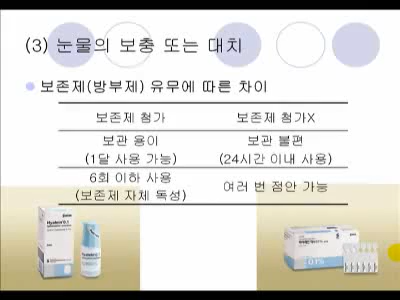 (3) 눈물의 보충 또는 대치
보존제(방부제) 유무에 따른 차이
보존제 첨가 보존제 첨가X
보관 용이 보관 불편
(1달 사용 가능) (24시간 이내 사용)
6회 이하 사용 여러 번 점안 가능
(보존제 자체 독성)